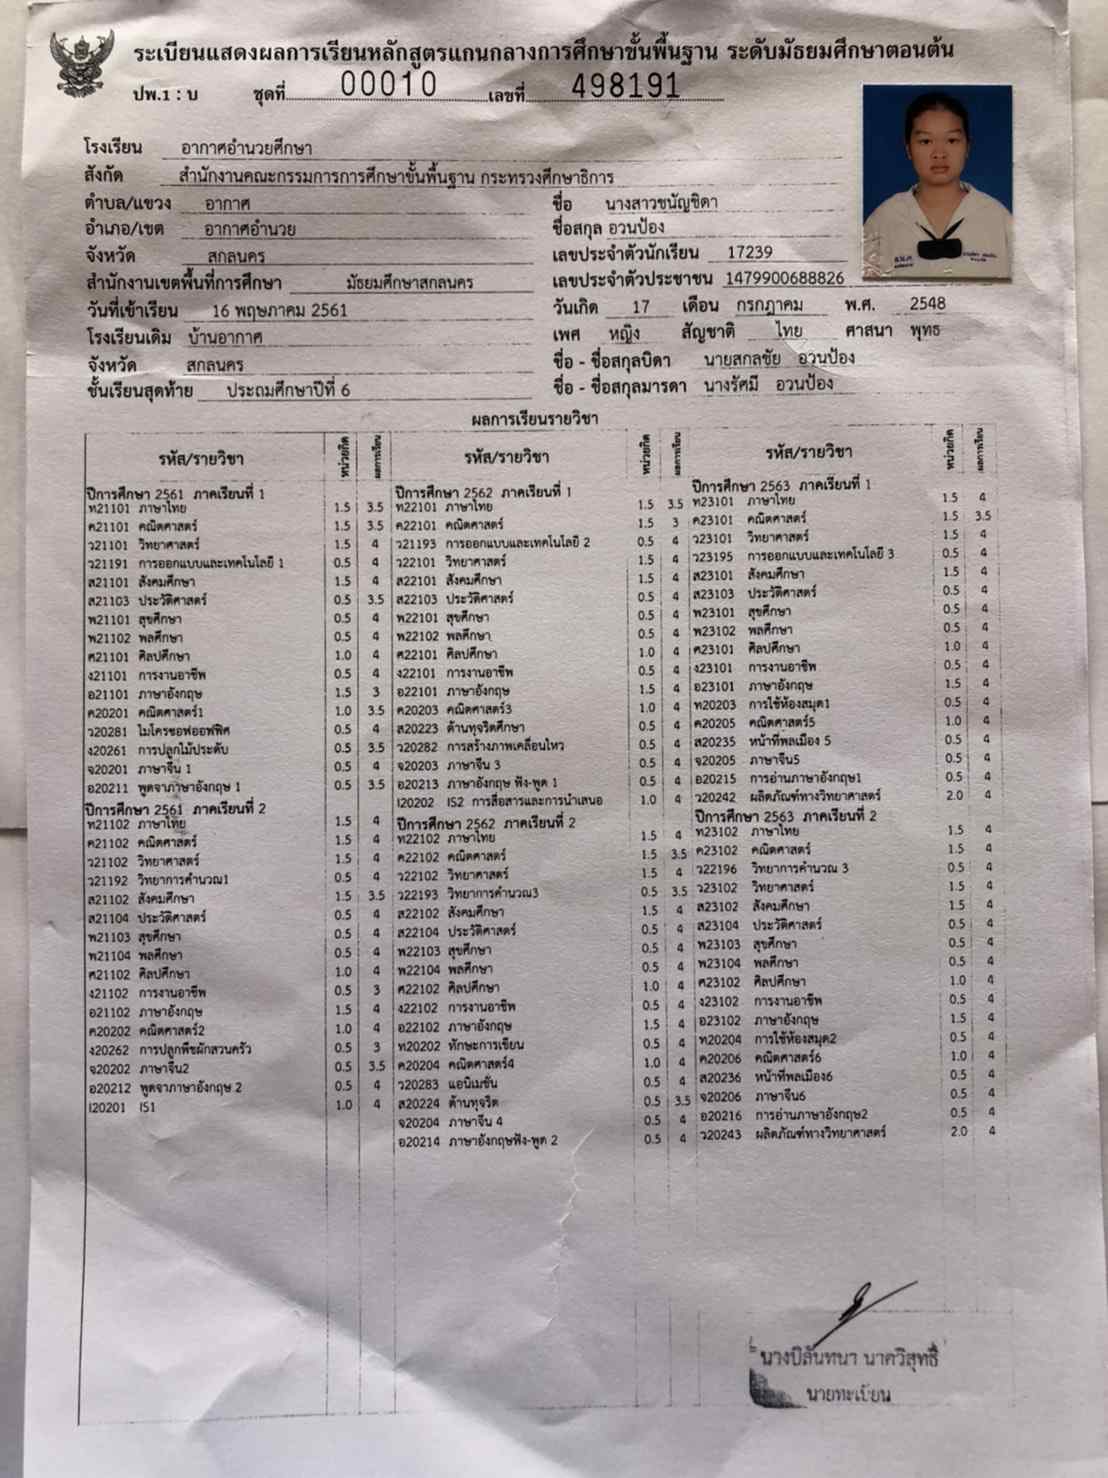 ระเบียนแสดงผลการเรียนหลักสูตรแกนกลางการศึกษาขั้นพื้นฐาน ระดับมัธยมศึกษาตอนต้น
ปพ.1 : บ ชุดที่ 00010 เลขที่ 498191
โรงเรียน อากาศอำนวยศึกษา
สังกัด สำนักงานคณะกรรมการการศึกษาขั้นพื้นฐาน กระทรวงศึกษาธิการ
ตำบล/แขวง อากาศ
อำเภอ/เขต อากาศอำนวย
จังหวัด สกลนคร
สำนักงานเขตพื้นที่การศึกษา มัธยมศึกษาสกลนคร
วันที่เข้าเรียน 16 พฤษภาคม 2561
โรงเรียนเดิม บ้านอากาศ
จังหวัด สกลนคร
ชั้นเรียนสุดท้าย ประถมศึกษาปีที่ 6
ชื่อ นางสาวชนัญชิดา
ชื่อสกุล อวนป้อง
เลขประจำตัวนักเรียน 17239
เลขประจำตัวประชาชน 1479900688826
วันเกิด 17 เดือน กรกฎาคม พ.ศ. 2548
เพศ หญิง สัญชาติ ไทย ศาสนา พุทธ
ชื่อ - ชื่อสกุลบิดา นายสกลชัย อวนป้อง
ชื่อ - ชื่อสกุลมารดา นางรัศมี อวนป้อง
ผลการเรียนรายวิชา
รหัส/รายวิชา หน่วยกิต ผลการเรียน
ปีการศึกษา 2561 ภาคเรียนที่ 1
ท21101 ภาษาไทย 1.5 3.5
ค21101 คณิตศาสตร์ 1.5 3.5
ว21101 วิทยาศาสตร์ 1.5 4
ว21191 การออกแบบและเทคโนโลยี 1 0.5 4
ส21101 สังคมศึกษา 1.5 4
ส21103 ประวัติศาสตร์ 0.5 3.5
พ21101 สุขศึกษา 0.5 4
พ21102 พลศึกษา 0.5 4
ศ21101 ศิลปศึกษา 1.0 4
ง21101 การงานอาชีพ 0.5 4
อ21101 ภาษาอังกฤษ 1.5 3
ค20201 คณิตศาสตร์1 1.0 3.5
ว20281 ไมโครซอฟออฟฟิศ 0.5 4
ง20261 การปลูกไม้ประดับ 0.5 3.5
จ20201 ภาษาจีน 1 0.5 4
อ20211 พูดจาภาษาอังกฤษ 1 0.5 3.5
ปีการศึกษา 2561 ภาคเรียนที่ 2
ท21102 ภาษาไทย 1.5 4
ค21102 คณิตศาสตร์ 1.5 4
ว21102 วิทยาศาสตร์ 1.5 4
ว21192 วิทยาการคำนวณ1 0.5 4
ส21102 สังคมศึกษา 1.5 3.5
ส21104 ประวัติศาสตร์ 0.5 4
พ21103 สุขศึกษา 0.5 4
พ21104 พลศึกษา 0.5 4
ศ21102 ศิลปศึกษา 1.0 4
ง21102 การงานอาชีพ 0.5 3
อ21102 ภาษาอังกฤษ 1.5 4
ค20202 คณิตศาสตร์2 1.0 4
ง20262 การปลูกพืชผักสวนครัว 0.5 3
จ20202 ภาษาจีน2 0.5 3.5
อ20212 พูดจาภาษาอังกฤษ 2 0.5 4
I20201 IS1 1.0 4
รหัส/รายวิชา หน่วยกิต ผลการเรียน
ปีการศึกษา 2562 ภาคเรียนที่ 1
ท22101 ภาษาไทย 1.5 3.5
ค22101 คณิตศาสตร์ 1.5 3
ว21193 การออกแบบและเทคโนโลยี 2 0.5 4
ว22101 วิทยาศาสตร์ 1.5 4
ส22101 สังคมศึกษา 1.5 4
ส22103 ประวัติศาสตร์ 0.5 4
พ22101 สุขศึกษา 0.5 4
พ22102 พลศึกษา 0.5 4
ศ22101 ศิลปศึกษา 1.0 4
ง22101 การงานอาชีพ 0.5 4
อ22101 ภาษาอังกฤษ 1.5 4
ค20203 คณิตศาสตร์3 1.0 4
ส20223 ต้านทุจริตศึกษา 0.5 4
ว20282 การสร้างภาพเคลื่อนไหว 0.5 4
จ20203 ภาษาจีน 3 0.5 4
อ20213 ภาษาอังกฤษ ฟัง-พูด 1 0.5 4
I20202 IS2 การสื่อสารและการนำเสนอ 1.0 4
ปีการศึกษา 2562 ภาคเรียนที่ 2
ท22102 ภาษาไทย 1.5 4
ค22102 คณิตศาสตร์ 1.5 3.5
ว22102 วิทยาศาสตร์ 1.5 4
ว22193 วิทยาการคำนวณ3 0.5 3.5
ส22102 สังคมศึกษา 1.5 4
ส22104 ประวัติศาสตร์ 0.5 4
พ22103 สุขศึกษา 0.5 4
พ22104 พลศึกษา 0.5 4
ศ22102 ศิลปศึกษา 1.0 4
ง22102 การงานอาชีพ 0.5 4
อ22102 ภาษาอังกฤษ 1.5 4
ท20202 ทักษะการเขียน 0.5 4
ค20204 คณิตศาสตร์4 1.0 4
ว20283 แอนิเมชั่น 0.5 4
ส20224 ต้านทุจริต 0.5 3.5
จ20204 ภาษาจีน 4 0.5 4
อ20214 ภาษาอังกฤษฟัง-พูด 2 0.5 4
รหัส/รายวิชา หน่วยกิต ผลการเรียน
ปีการศึกษา 2563 ภาคเรียนที่ 1
ท23101 ภาษาไทย 1.5 4
ค23101 คณิตศาสตร์ 1.5 3.5
ว23101 วิทยาศาสตร์ 1.5 4
ว23195 การออกแบบและเทคโนโลยี 3 0.5 4
ส23101 สังคมศึกษา 1.5 4
ส23103 ประวัติศาสตร์ 0.5 4
พ23101 สุขศึกษา 0.5 4
พ23102 พลศึกษา 0.5 4
ศ23101 ศิลปศึกษา 1.0 4
ง23101 การงานอาชีพ 0.5 4
อ23101 ภาษาอังกฤษ 1.5 4
ท20203 การใช้ห้องสมุด1 0.5 4
ค20205 คณิตศาสตร์5 1.0 4
ส20235 หน้าที่พลเมือง 5 0.5 4
จ20205 ภาษาจีน5 0.5 4
อ20215 การอ่านภาษาอังกฤษ1 0.5 4
ว20242 ผลิตภัณฑ์ทางวิทยาศาสตร์ 2.0 4
ปีการศึกษา 2563 ภาคเรียนที่ 2
ท23102 ภาษาไทย 1.5 4
ค23102 คณิตศาสตร์ 1.5 4
ว22196 วิทยาการคำนวณ 3 0.5 4
ว23102 วิทยาศาสตร์ 1.5 4
ส23102 สังคมศึกษา 1.5 4
ส23104 ประวัติศาสตร์ 0.5 4
พ23103 สุขศึกษา 0.5 4
พ23104 พลศึกษา 0.5 4
ศ23102 ศิลปศึกษา 1.0 4
ง23102 การงานอาชีพ 0.5 4
อ23102 ภาษาอังกฤษ 1.5 4
ท20204 การใช้ห้องสมุด2 0.5 4
ค20206 คณิตศาสตร์6 1.0 4
ส20236 หน้าที่พลเมือง6 0.5 4
จ20206 ภาษาจีน6 0.5 4
อ20216 การอ่านภาษาอังกฤษ2 0.5 4
ว20243 ผลิตภัณฑ์ทางวิทยาศาสตร์ 2.0 4
นางปิลันทนา นาควิสุทธิ์
นายทะเบียน